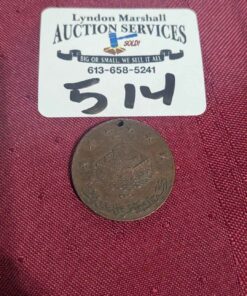 Lyndon Marshall
AUCTION SERVICES
SOLD!
BIG OR SMALL, WE SELL IT ALL
613-658-5241
514